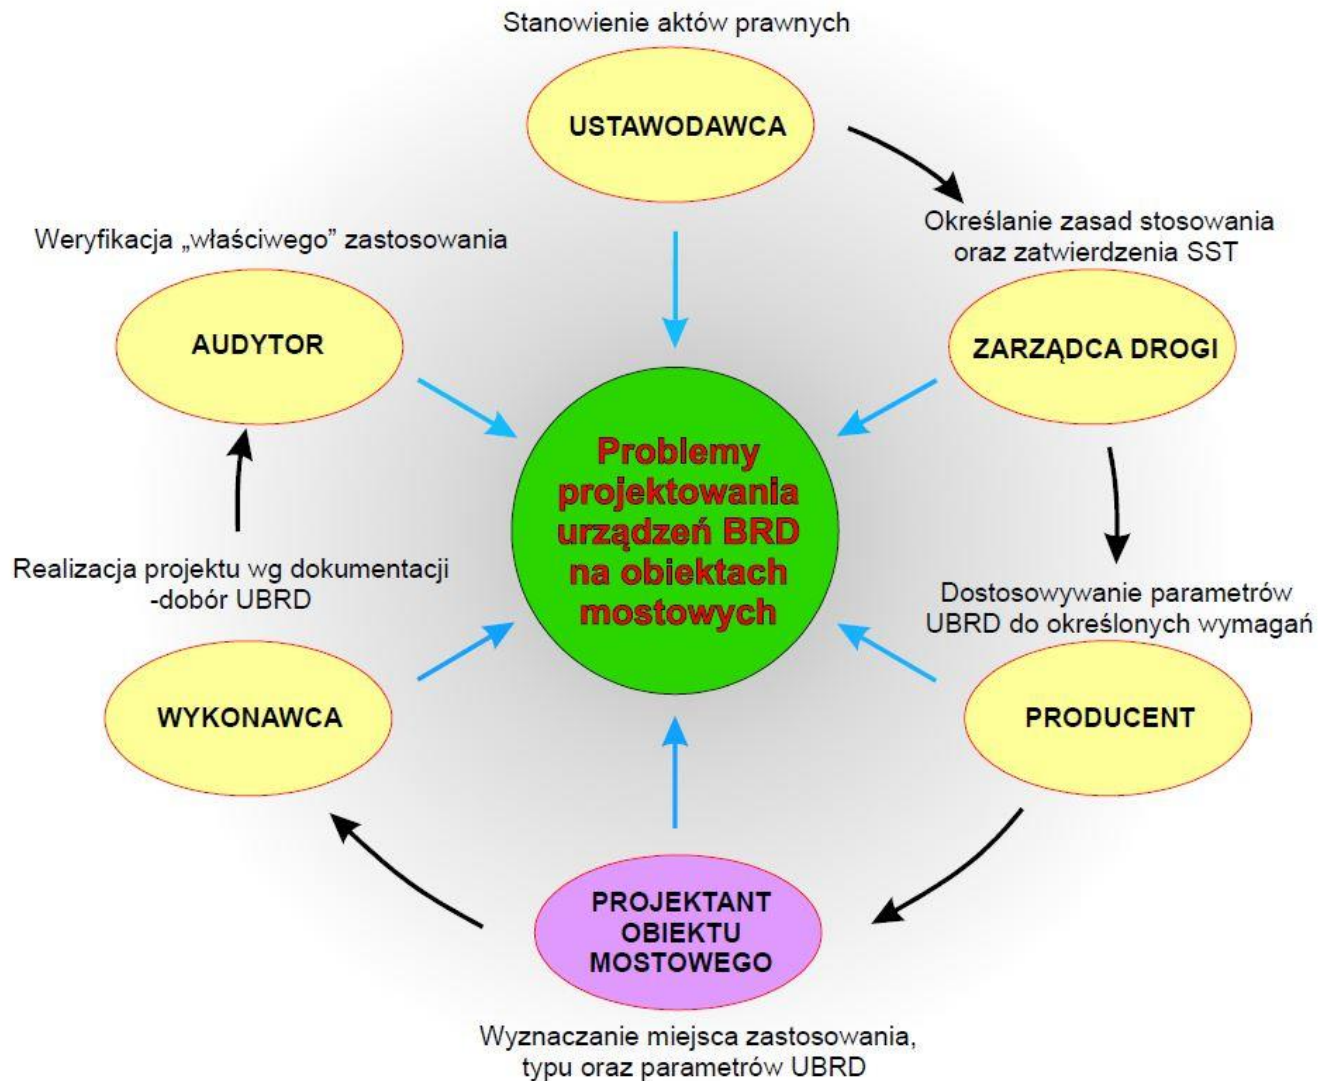 Stanowienie aktów prawnych
USTAWODAWCA
Określanie zasad stosowania
oraz zatwierdzenia SST
ZARZĄDCA DROGI
Dostosowywanie parametrów
UBRD do określonych wymagań
PRODUCENT
PROJEKTANT
OBIEKTU
MOSTOWEGO
Wyznaczanie miejsca zastosowania,
typu oraz parametrów UBRD
Realizacja projektu wg dokumentacji
-dobór UBRD
WYKONAWCA
Weryfikacja „właściwego” zastosowania
AUDYTOR
Problemy
projektowania
urządzeń BRD
na obiektach
mostowych